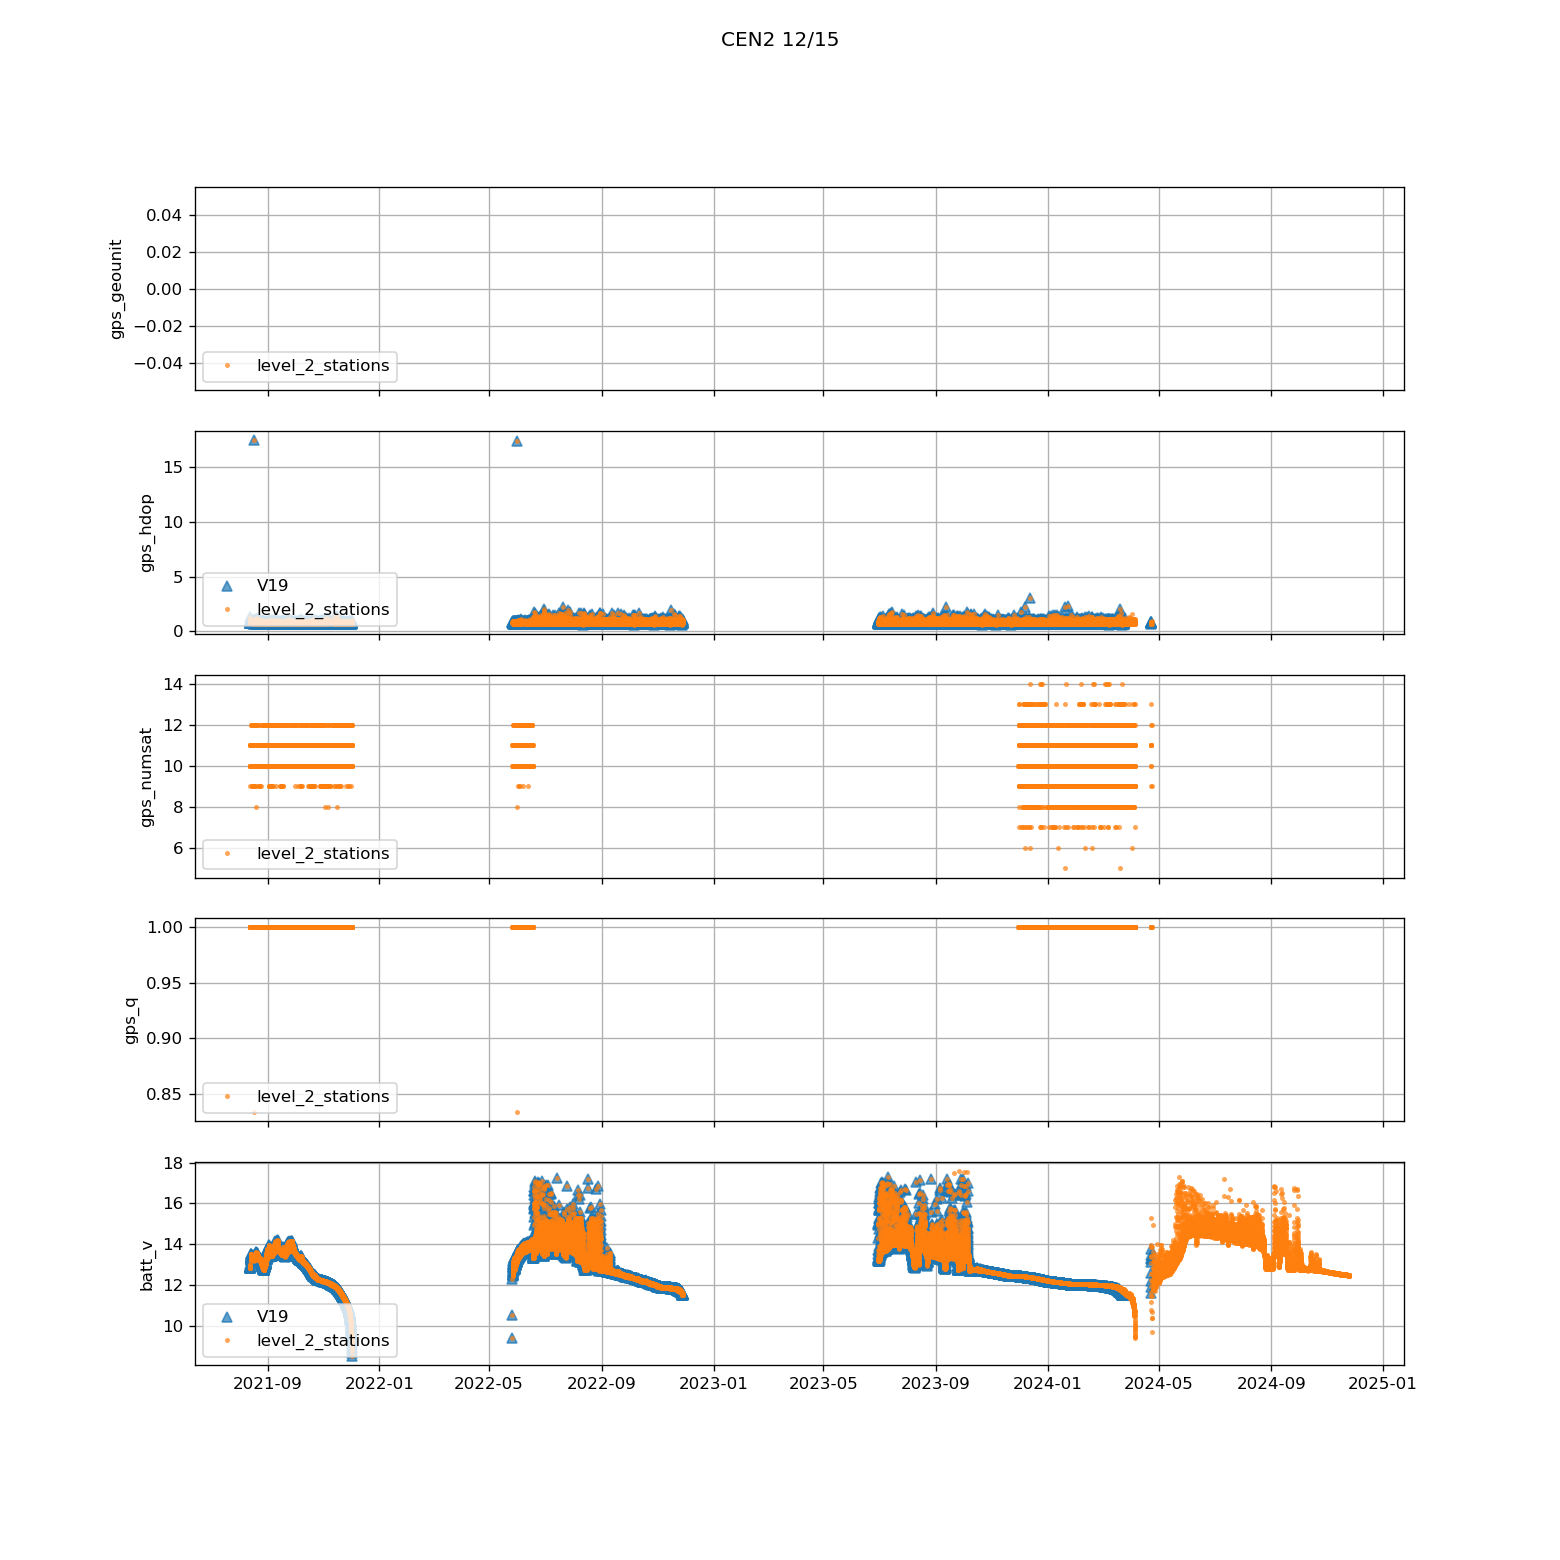 CEN2 12/15
gps_geounit
0.04
0.02
0.00
−0.02
−0.04
level_2_stations
gps_hdop
15
10
5
0
V19
level_2_stations
gps_numsat
14
12
10
8
6
level_2_stations
gps_q
1.00
0.95
0.90
0.85
level_2_stations
batt_v
18
16
14
12
10
V19
level_2_stations
2021-09 2022-01 2022-05 2022-09 2023-01 2023-05 2023-09 2024-01 2024-05 2024-09 2025-01